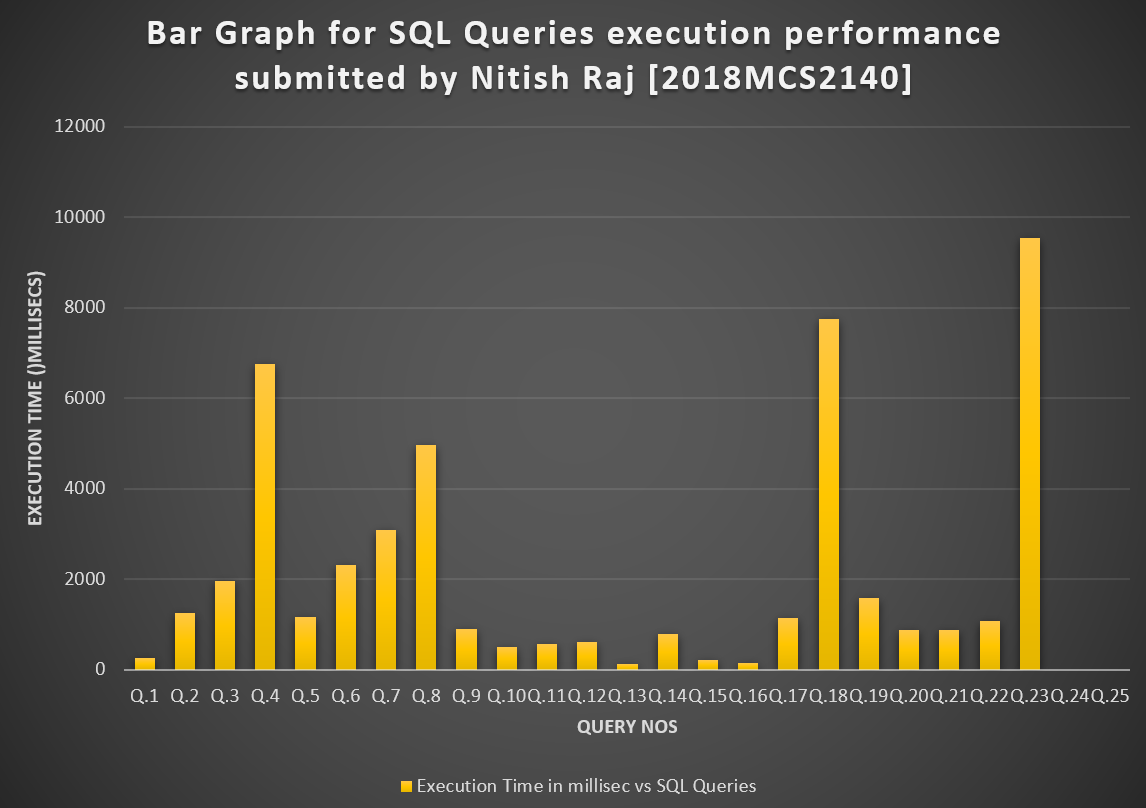 Bar Graph for SQL Queries execution performance
submitted by Nitish Raj [2018MCS2140]
12000
10000
8000
6000
4000
2000
0
EXECUTION TIME ()MILLISECS)
Q.1 Q.2 Q.3 Q.4 Q.5 Q.6 Q.7 Q.8 Q.9 Q.10 Q.11 Q.12 Q.13 Q.14 Q.15 Q.16 Q.17 Q.18 Q.19 Q.20 Q.21 Q.22 Q.23 Q.24 Q.25
QUERY NOS
Execution Time in millisec vs SQL Queries